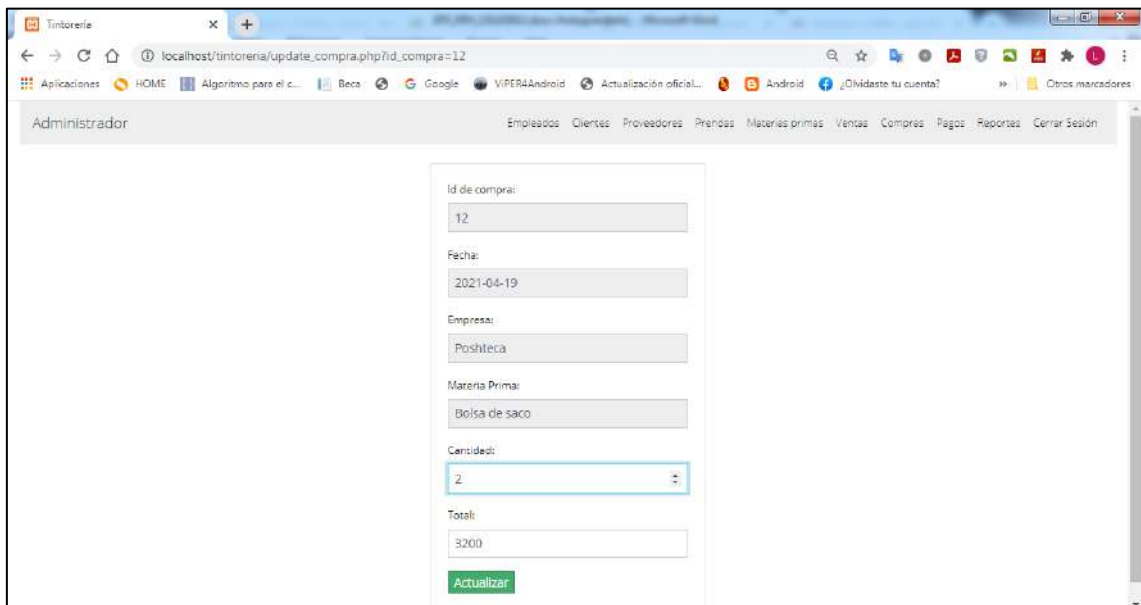 Tintorería
localhost/tintoreria/update_compra.php?id_compra=12
Aplicaciones HOME Algoritmo para el c... Beca Google ViPER4Android Actualización oficial... Android ¿Olvidaste tu cuenta? » Otros marcadores
Administrador Empleados Clientes Proveedores Prendas Materias primas Ventas Compras Pagos Reportes Cerrar Sesión
Id de compra:
12
Fecha:
2021-04-19
Empresa:
Poshteca
Materia Prima:
Bolsa de saco
Cantidad:
2
Total:
3200
Actualizar